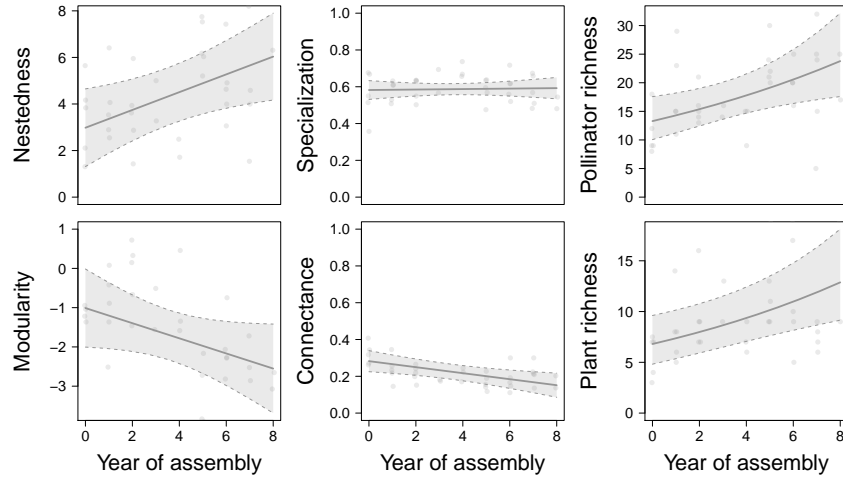 Nestedness
8
6
4
2
0
Specialization
1.0
0.8
0.6
0.4
0.2
0.0
Pollinator richness
30
25
20
15
10
5
0
Modularity
1
0
−1
−2
−3
0 2 4 6 8
Year of assembly
Connectance
1.0
0.8
0.6
0.4
0.2
0.0
0 2 4 6 8
Year of assembly
Plant richness
15
10
5
0
0 2 4 6 8
Year of assembly